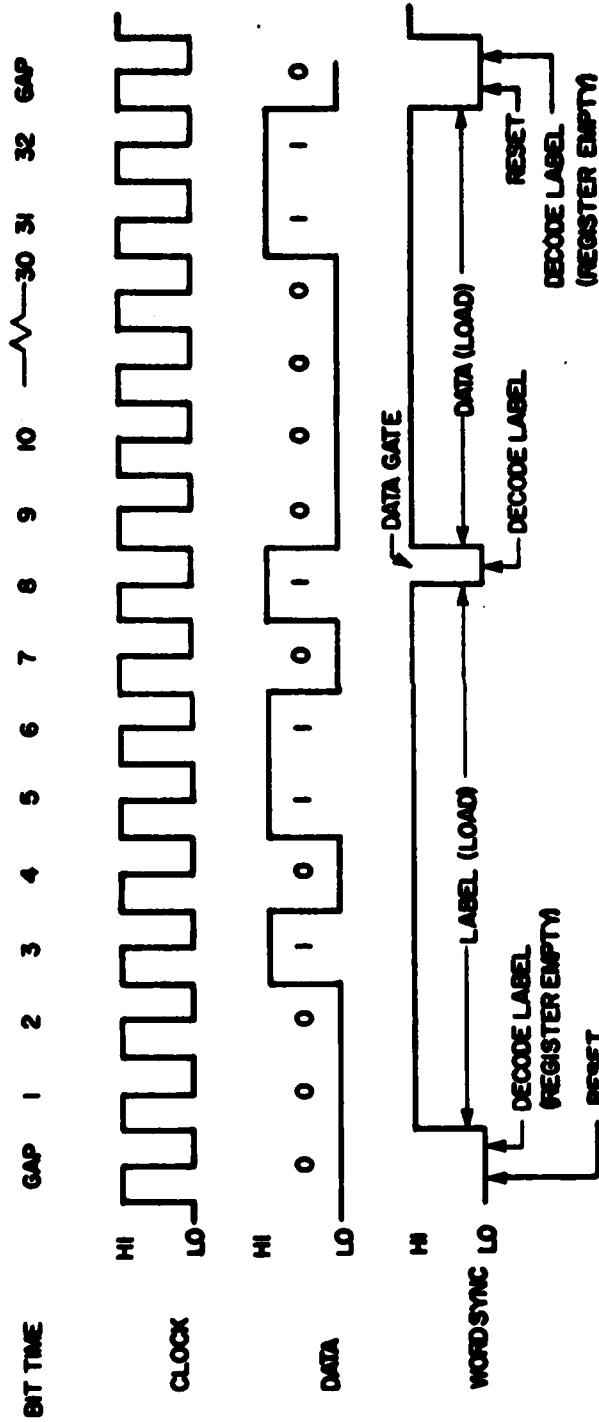 BIT TIME GAP 1 2 3 4 5 6 7 8 9 10 30 31 32 GAP
CLOCK HI LO
DATA HI LO 0 0 0 1 0 1 1 0 1 0 0 0 0 1 1 0
WORD SYNC HI LO
DATA GATE
LABEL (LOAD) DATA (LOAD)
DECODE LABEL
(REGISTER EMPTY)
RESET
DECODE LABEL
RESET
DECODE LABEL
(REGISTER EMPTY)